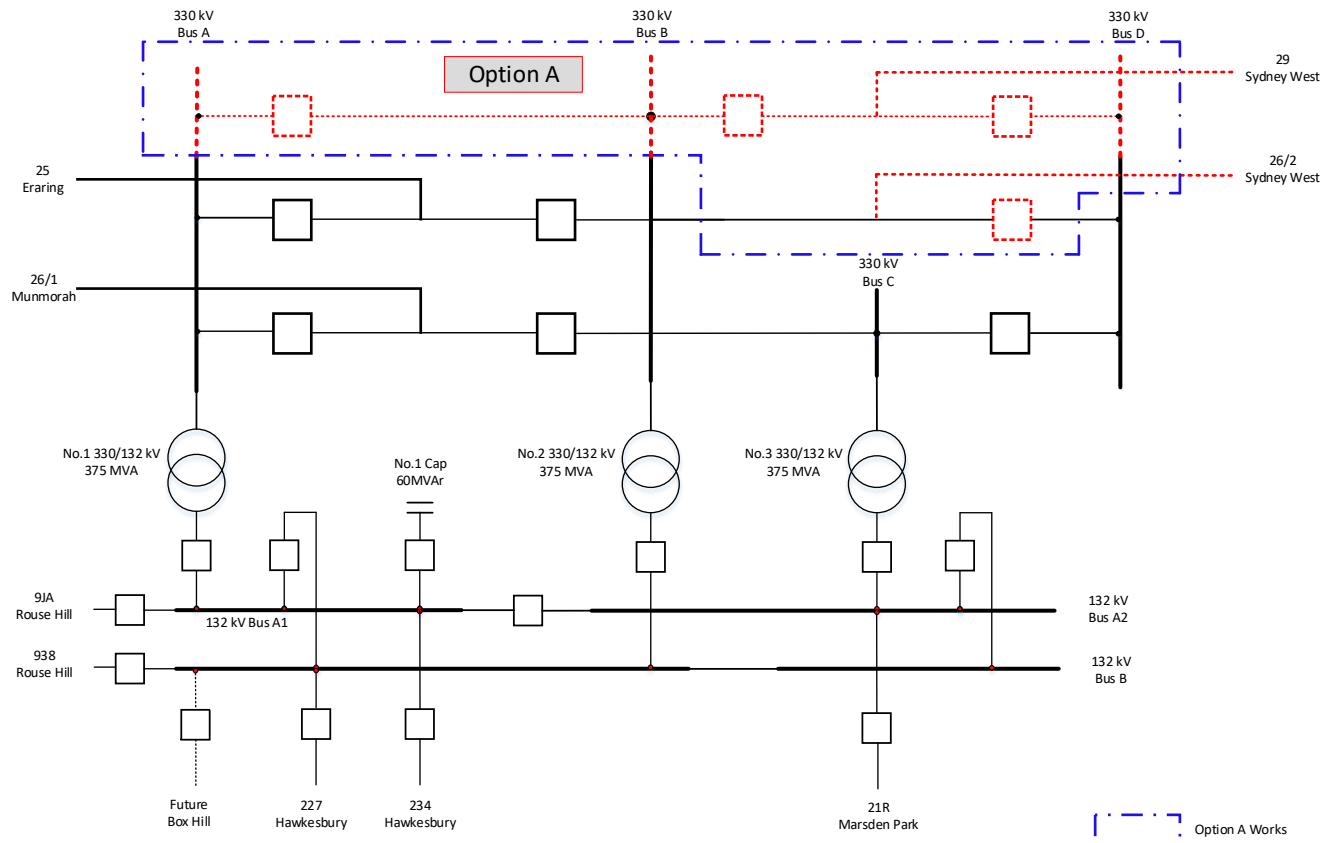 330 kV
Bus A
330 kV
Bus B
330 kV
Bus D
Option A
29
Sydney West
25
Eraring
26/2
Sydney West
26/1
Munmorah
330 kV
Bus C
No.1 330/132 kV
375 MVA
No.1 Cap
60MVAr
No.2 330/132 kV
375 MVA
No.3 330/132 kV
375 MVA
9JA
Rouse Hill
132 kV Bus A1
132 kV
Bus A2
938
Rouse Hill
132 kV
Bus B
Future
Box Hill
227
Hawkesbury
234
Hawkesbury
21R
Marsden Park
Option A Works